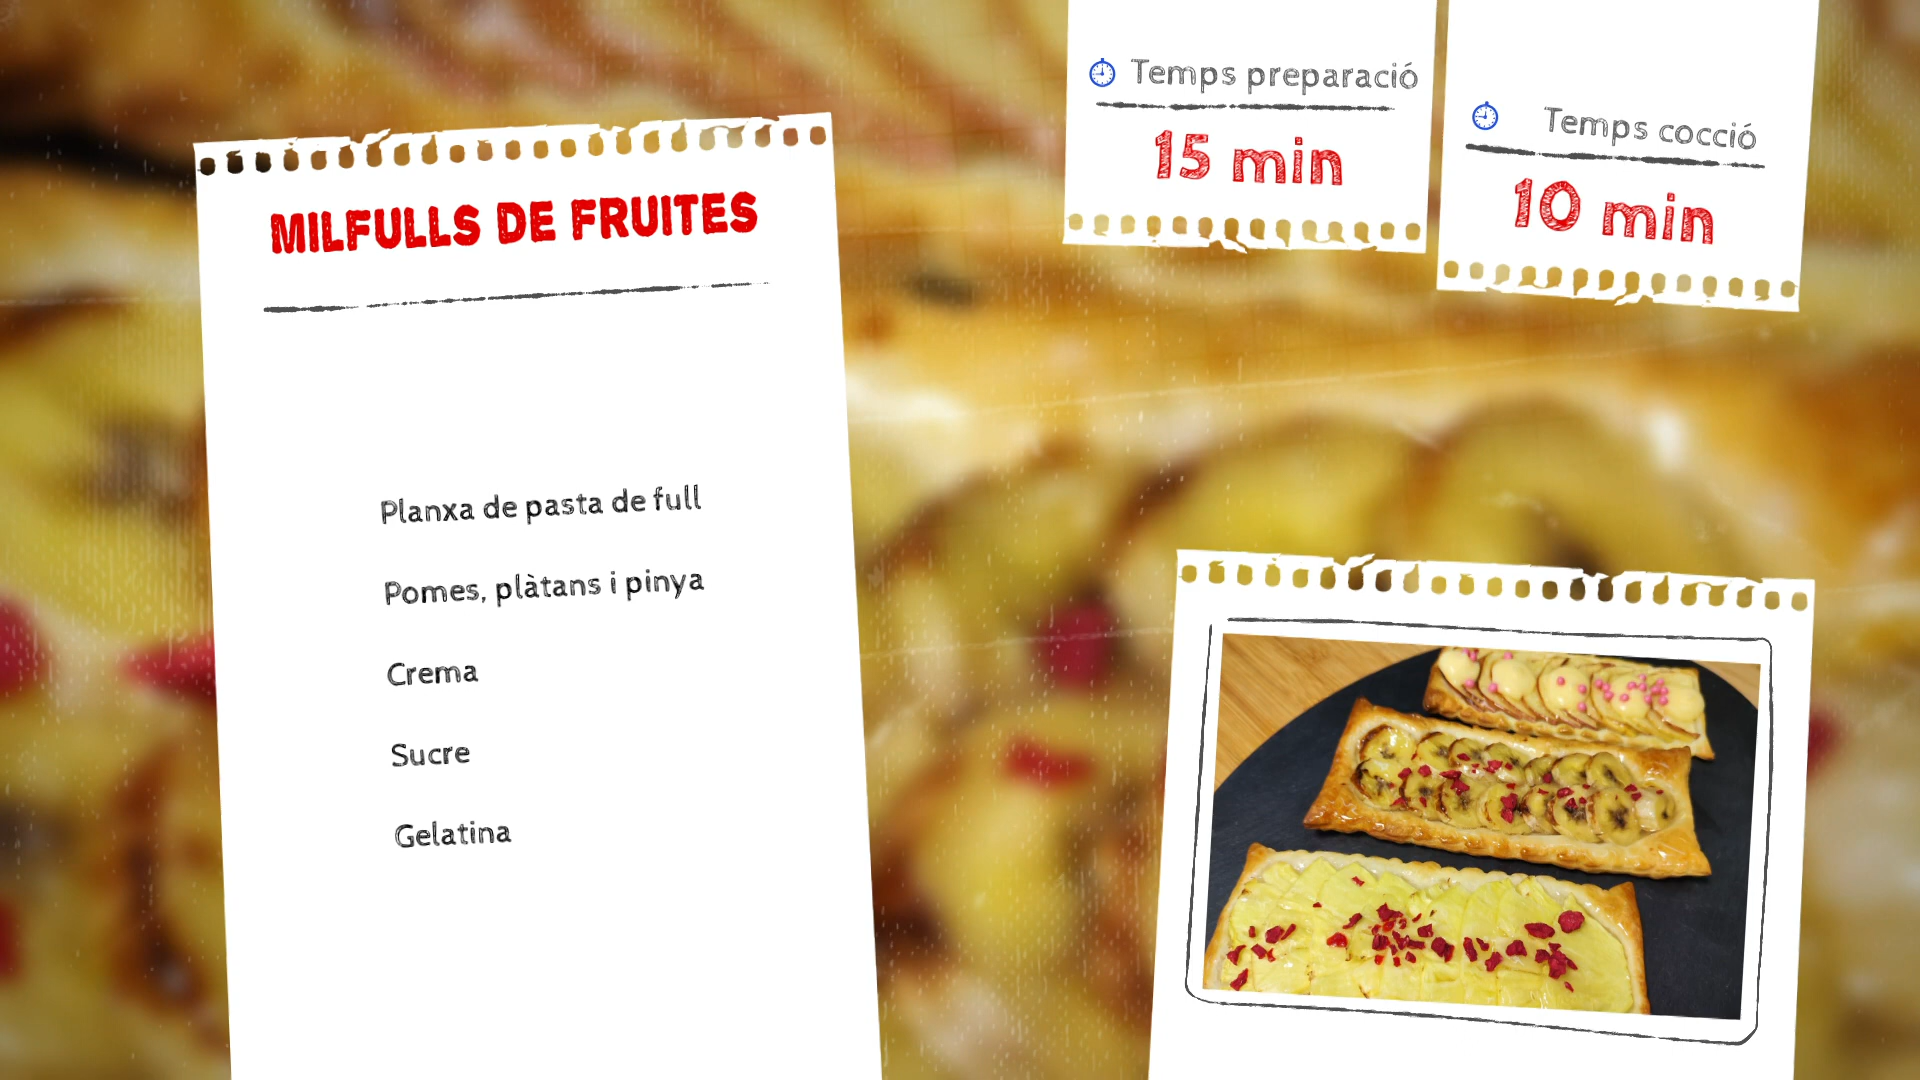 MILFULLS DE FRUITES
Planxa de pasta de full
Pomes, plàtans i pinya
Crema
Sucre
Gelatina
Temps preparació
15 min
Temps cocció
10 min